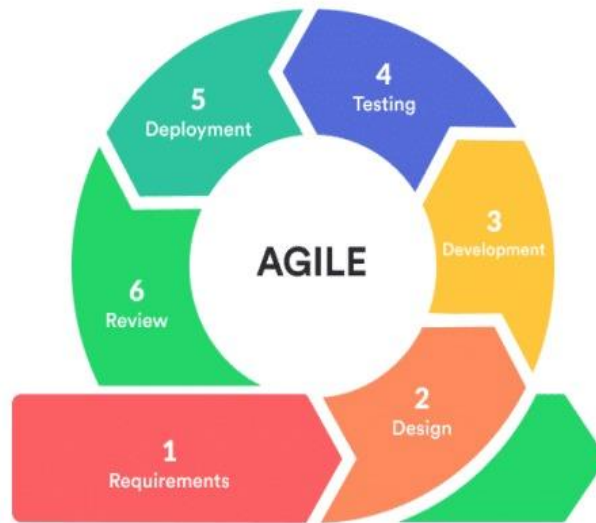 AGILE
1
Requirements
2
Design
3
Development
4
Testing
5
Deployment
6
Review